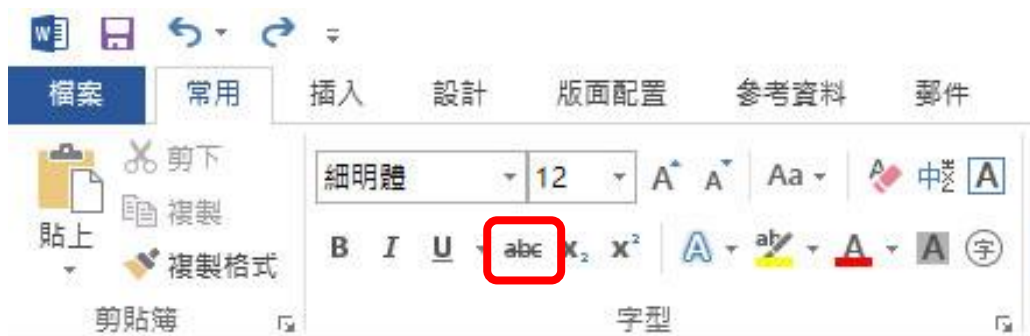 檔案 常用 插入 設計 版面配置 參考資料 郵件
剪下
複製
貼上
複製格式
剪貼簿
細明體 12 A A Aa 中 A
B I U abc X₂ X² A ab A A 字
字型